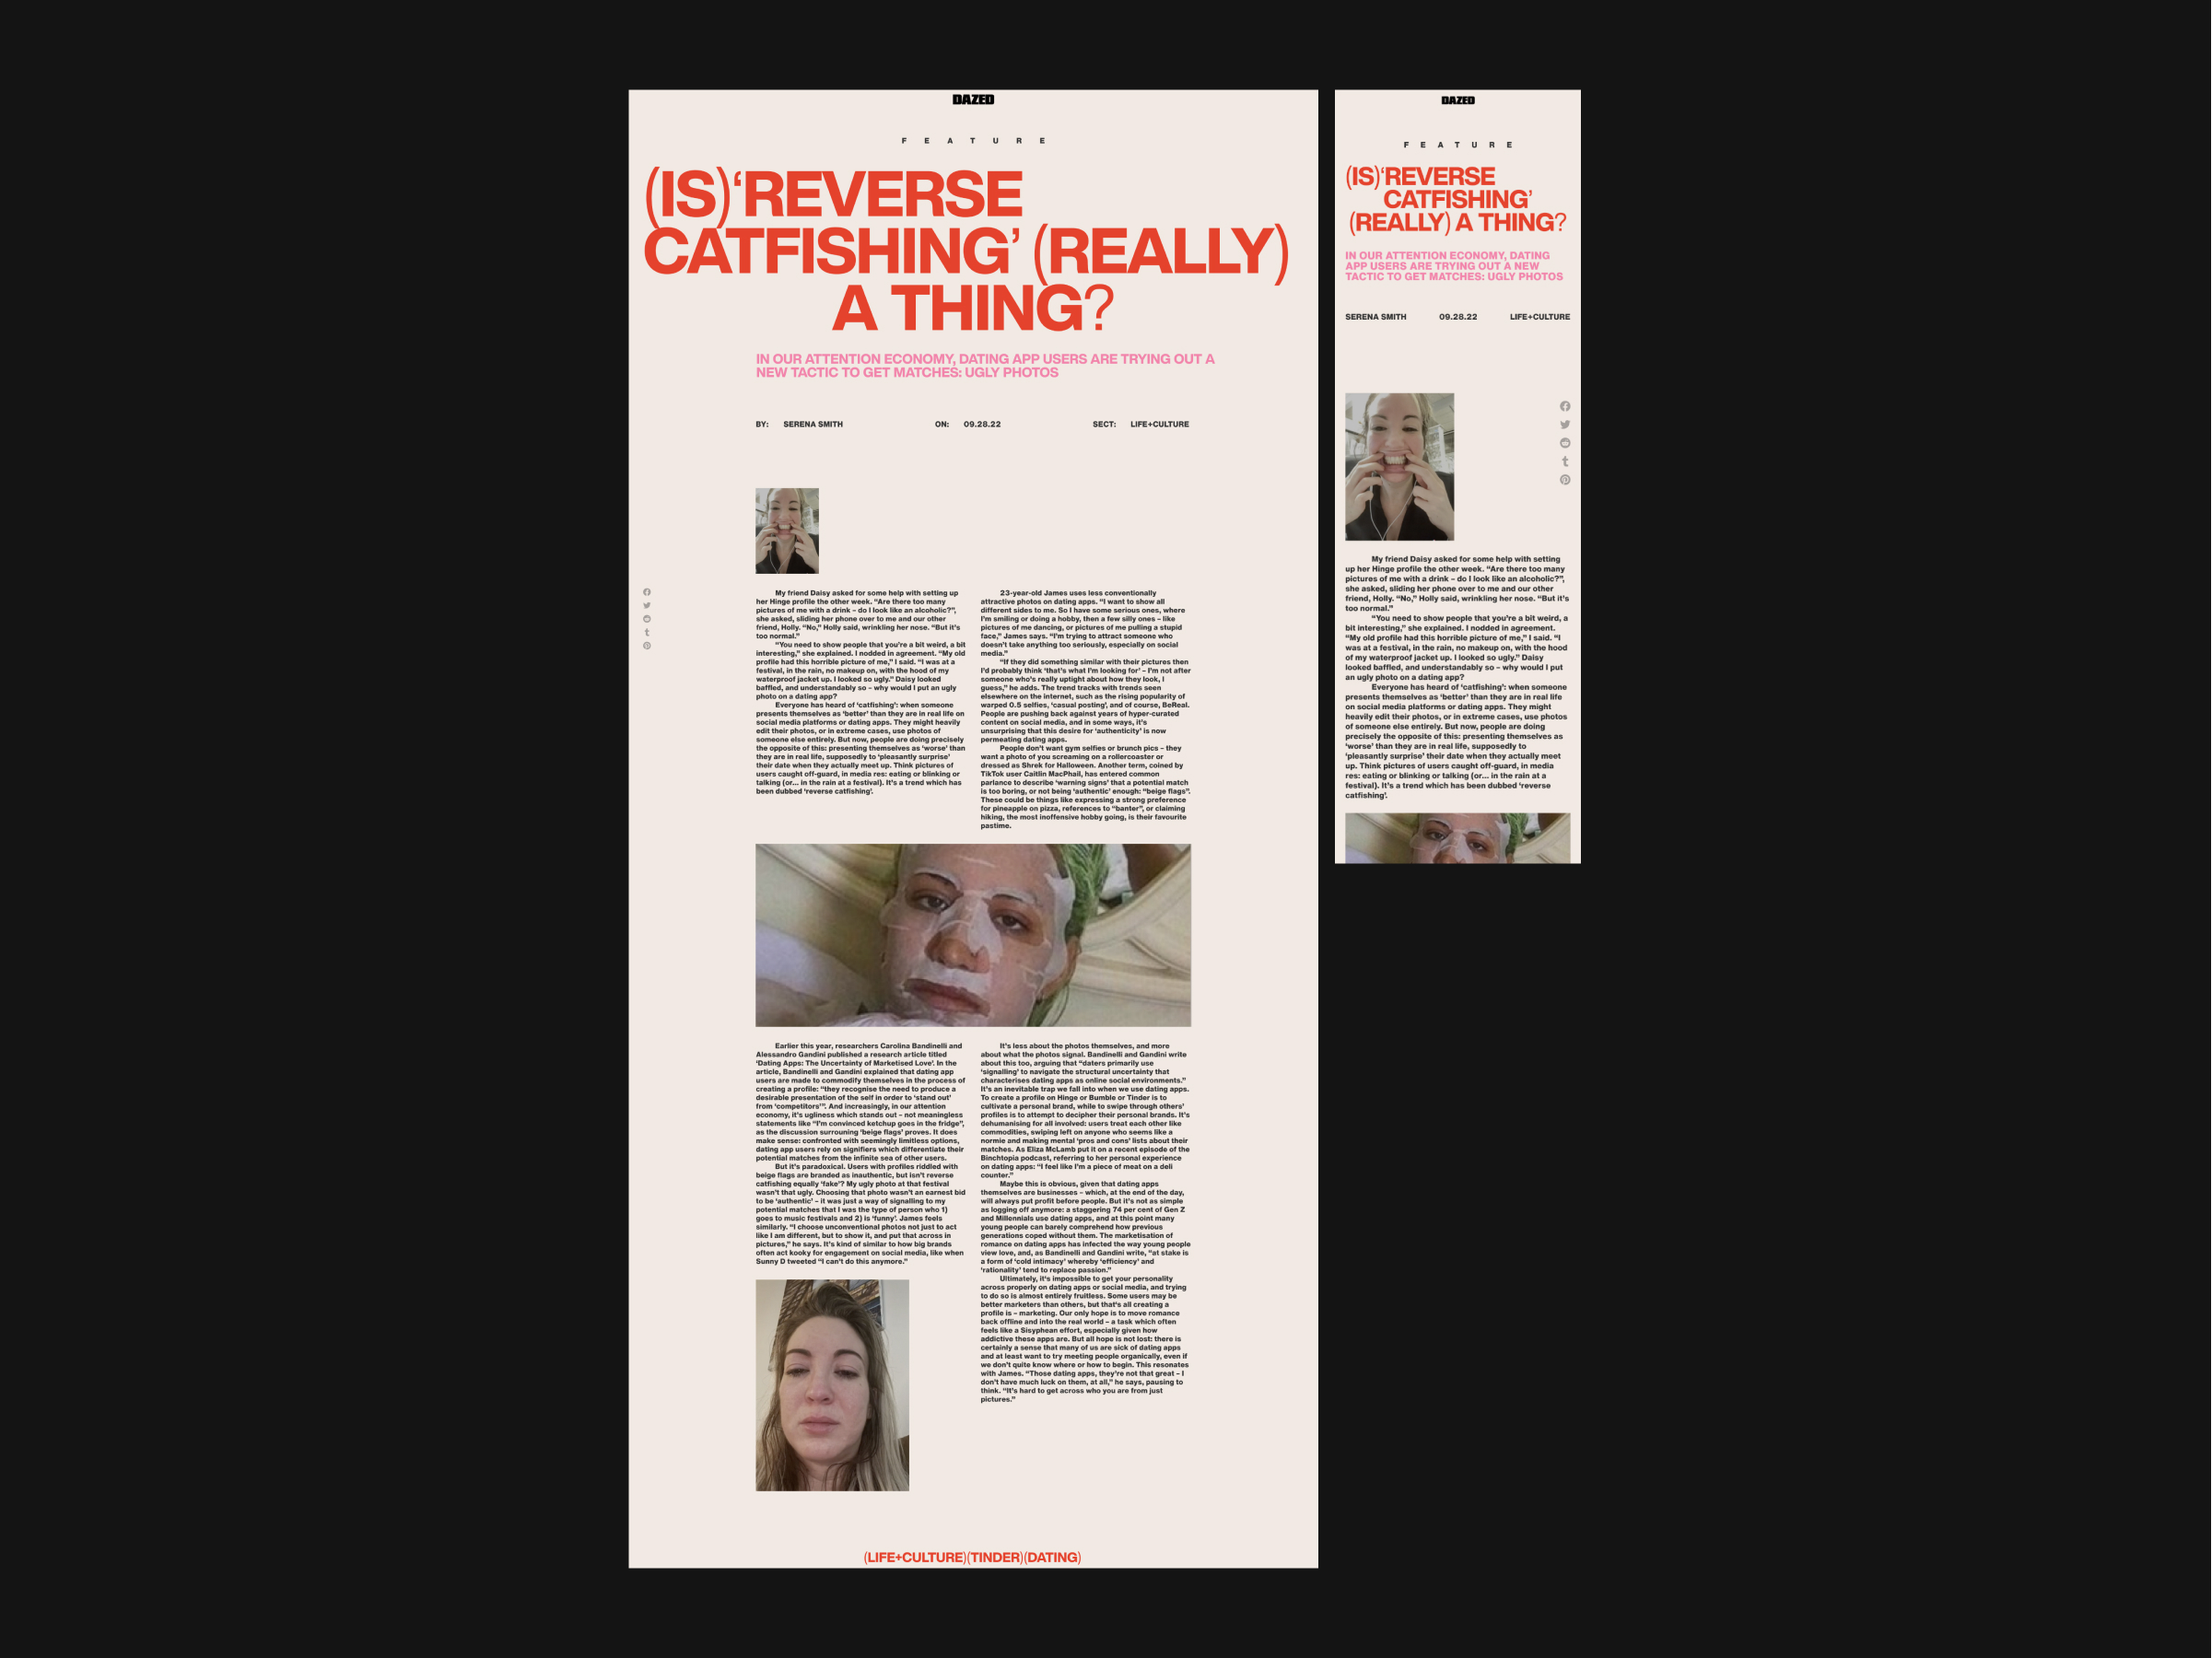 DAZED
F E A T U R E
(IS)‘REVERSE
CATFISHING’ (REALLY)
A THING?
IN OUR ATTENTION ECONOMY, DATING APP USERS ARE TRYING OUT A
NEW TACTIC TO GET MATCHES: UGLY PHOTOS
BY: SERENA SMITH ON: 09.28.22 SECT: LIFE+CULTURE
My friend Daisy asked for some help with setting up
her Hinge profile the other week. “Are there too many
pictures of me with a drink – do I look like an alcoholic?”,
she asked, sliding her phone over to me and our other
friend, Holly. “No,” Holly said, wrinkling her nose. “But it’s
too normal.”
“You need to show people that you’re a bit weird, a bit
interesting,” she explained. I nodded in agreement. “My old
profile had this horrible picture of me,” I said. “I was at a
festival, in the rain, no makeup on, with the hood of my
waterproof jacket up. I looked so ugly.” Daisy looked
baffled, and understandably so – why would I put an ugly
photo on a dating app?
Everyone has heard of ‘catfishing’: when someone
presents themselves as ‘better’ than they are in real life on
social media platforms or dating apps. They might heavily
edit their photos, or in extreme cases, use photos of
someone else entirely. But now, people are doing precisely
the opposite of this: presenting themselves as ‘worse’ than
they are in real life, supposedly to ‘pleasantly surprise’
their date when they actually meet up. Think pictures of
users caught off-guard, in media res: eating or blinking or
talking (or... in the rain at a festival). It’s a trend which has
been dubbed ‘reverse catfishing’.
23-year-old James uses less conventionally
attractive photos on dating apps. “I want to show all
different sides to me. So I have some serious ones, where
I’m smiling or doing a hobby, then a few silly ones – like
pictures of me dancing, or pictures of me pulling a stupid
face,” James says. “I’m trying to attract someone who
doesn’t take anything too seriously, especially on social
media.”
“If they did something similar with their pictures then
I’d probably think ‘that’s what I’m looking for’ – I’m not after
someone who’s really uptight about how they look, I
guess,” he adds. The trend tracks with trends seen
elsewhere on the internet, such as the rising popularity of
warped 0.5 selfies, ‘casual posting’, and of course, BeReal.
People are pushing back against years of hyper-curated
content on social media, and in some ways, it’s
unsurprising that this desire for ‘authenticity’ is now
permeating dating apps.
People don’t want gym selfies or brunch pics – they
want a photo of you screaming on a rollercoaster or
dressed as Shrek for Halloween. Another term, coined by
TikTok user Caitlin MacPhail, has entered common
parlance to describe ‘warning signs’ that a potential match
is too boring, or not being ‘authentic’ enough: “beige flags”.
These could be things like expressing a strong preference
for pineapple on pizza, references to “banter”, or claiming
hiking, the most inoffensive hobby going, is their favourite
pastime.
Earlier this year, researchers Carolina Bandinelli and
Alessandro Gandini published a research article titled
‘Dating Apps: The Uncertainty of Marketised Love’. In the
article, Bandinelli and Gandini explained that dating app
users are made to commodify themselves in the process of
creating a profile: “they recognise the need to produce a
desirable presentation of the self in order to ‘stand out’
from ‘competitors’”. And increasingly, in our attention
economy, it’s ugliness which stands out – not meaningless
statements like “I’m convinced ketchup goes in the fridge”,
as the discussion surrouning ‘beige flags’ proves. It does
make sense: confronted with seemingly limitless options,
dating app users rely on signifiers which differentiate their
potential matches from the infinite sea of other users.
But it’s paradoxical. Users with profiles riddled with
beige flags are branded as inauthentic, but isn’t reverse
catfishing equally ‘fake’? My ugly photo at that festival
wasn’t that ugly. Choosing that photo wasn’t an earnest bid
to be ‘authentic’ – it was just a way of signalling to my
potential matches that I was the type of person who 1)
goes to music festivals and 2) is ‘funny’. James feels
similarly. “I choose unconventional photos not just to act
like I am different, but to show it, and put that across in
pictures,” he says. It’s kind of similar to how big brands
often act kooky for engagement on social media, like when
Sunny D tweeted “I can’t do this anymore.”
It’s less about the photos themselves, and more
about what the photos signal. Bandinelli and Gandini write
about this too, arguing that “daters primarily use
‘signalling’ to navigate the structural uncertainty that
characterises dating apps as online social environments.”
It’s an inevitable trap we fall into when we use dating apps.
To create a profile on Hinge or Bumble or Tinder is to
cultivate a personal brand, while to swipe through others’
profiles is to attempt to decipher their personal brands. It’s
dehumanising for all involved: users treat each other like
commodities, swiping left on anyone who seems like a
normie and making mental ‘pros and cons’ lists about their
matches. As Eliza McLamb put it on a recent episode of the
Binchtopia podcast, referring to her personal experience
on dating apps: “I feel like I’m a piece of meat on a deli
counter.”
Maybe this is obvious, given that dating apps
themselves are businesses – which, at the end of the day,
will always put profit before people. But it’s not as simple
as logging off anymore: a staggering 74 per cent of Gen Z
and Millennials use dating apps, and at this point many
young people can barely comprehend how previous
generations coped without them. The marketisation of
romance on dating apps has infected the way young people
view love, and, as Bandinelli and Gandini write, “at stake is
a form of ‘cold intimacy’ whereby ‘efficiency’ and
‘rationality’ tend to replace passion.”
Ultimately, it’s impossible to get your personality
across properly on dating apps or social media, and trying
to do so is almost entirely fruitless. Some users may be
better marketers than others, but that’s all creating a
profile is – marketing. Our only hope is to move romance
back offline and into the real world – a task which often
feels like a Sisyphean effort, especially given how
addictive these apps are. But all hope is not lost: there is
certainly a sense that many of us are sick of dating apps
and at least want to try meeting people organically, even if
we don’t quite know where or how to begin. This resonates
with James. “Those dating apps, they’re not that great – I
don’t have much luck on them, at all,” he says, pausing to
think. “It’s hard to get across who you are from just
pictures.”
(LIFE+CULTURE)(TINDER)(DATING)
DAZED
F E A T U R E
(IS)‘REVERSE
CATFISHING’
(REALLY) A THING?
IN OUR ATTENTION ECONOMY, DATING
APP USERS ARE TRYING OUT A NEW
TACTIC TO GET MATCHES: UGLY PHOTOS
SERENA SMITH 09.28.22 LIFE+CULTURE
My friend Daisy asked for some help with setting
up her Hinge profile the other week. “Are there too many
pictures of me with a drink – do I look like an alcoholic?”,
she asked, sliding her phone over to me and our other
friend, Holly. “No,” Holly said, wrinkling her nose. “But it’s
too normal.”
“You need to show people that you’re a bit weird, a
bit interesting,” she explained. I nodded in agreement.
“My old profile had this horrible picture of me,” I said. “I
was at a festival, in the rain, no makeup on, with the hood
of my waterproof jacket up. I looked so ugly.” Daisy
looked baffled, and understandably so – why would I put
an ugly photo on a dating app?
Everyone has heard of ‘catfishing’: when someone
presents themselves as ‘better’ than they are in real life
on social media platforms or dating apps. They might
heavily edit their photos, or in extreme cases, use photos
of someone else entirely. But now, people are doing
precisely the opposite of this: presenting themselves as
‘worse’ than they are in real life, supposedly to
‘pleasantly surprise’ their date when they actually meet
up. Think pictures of users caught off-guard, in media
res: eating or blinking or talking (or... in the rain at a
festival). It’s a trend which has been dubbed ‘reverse
catfishing’.